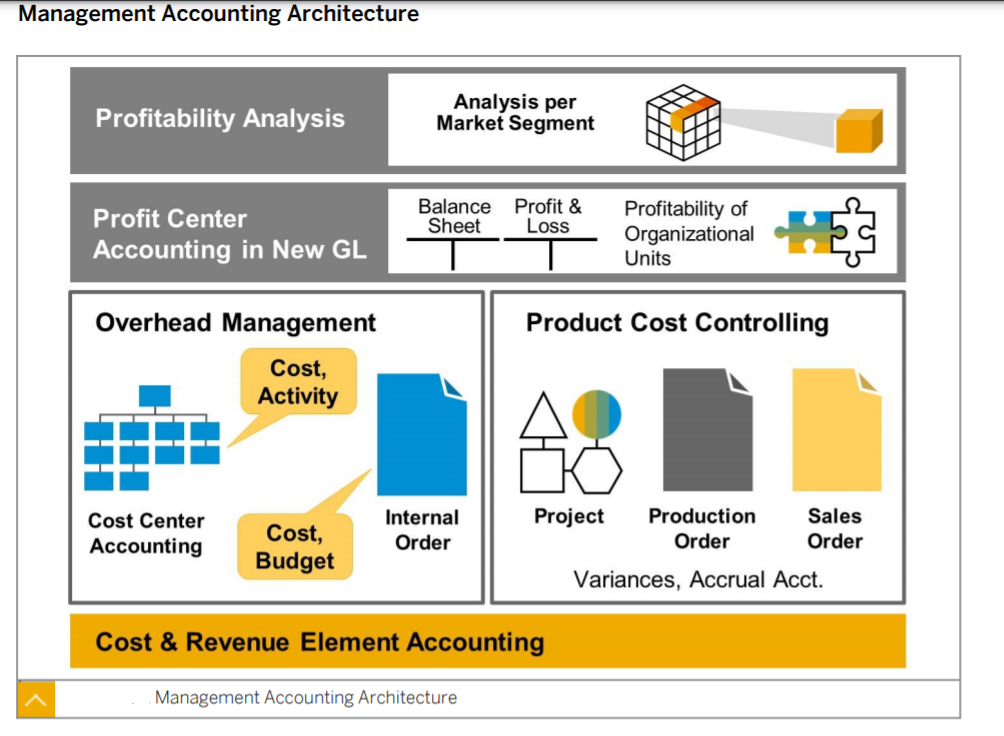 Management Accounting Architecture
Profitability Analysis
Analysis per
Market Segment
Profit Center
Accounting in New GL
Balance
Sheet
Profit &
Loss
Profitability of
Organizational
Units
Overhead Management
Cost,
Activity
Cost Center
Accounting
Cost,
Budget
Internal
Order
Product Cost Controlling
Project
Production
Order
Sales
Order
Variances, Accrual Acct.
Cost & Revenue Element Accounting
Management Accounting Architecture